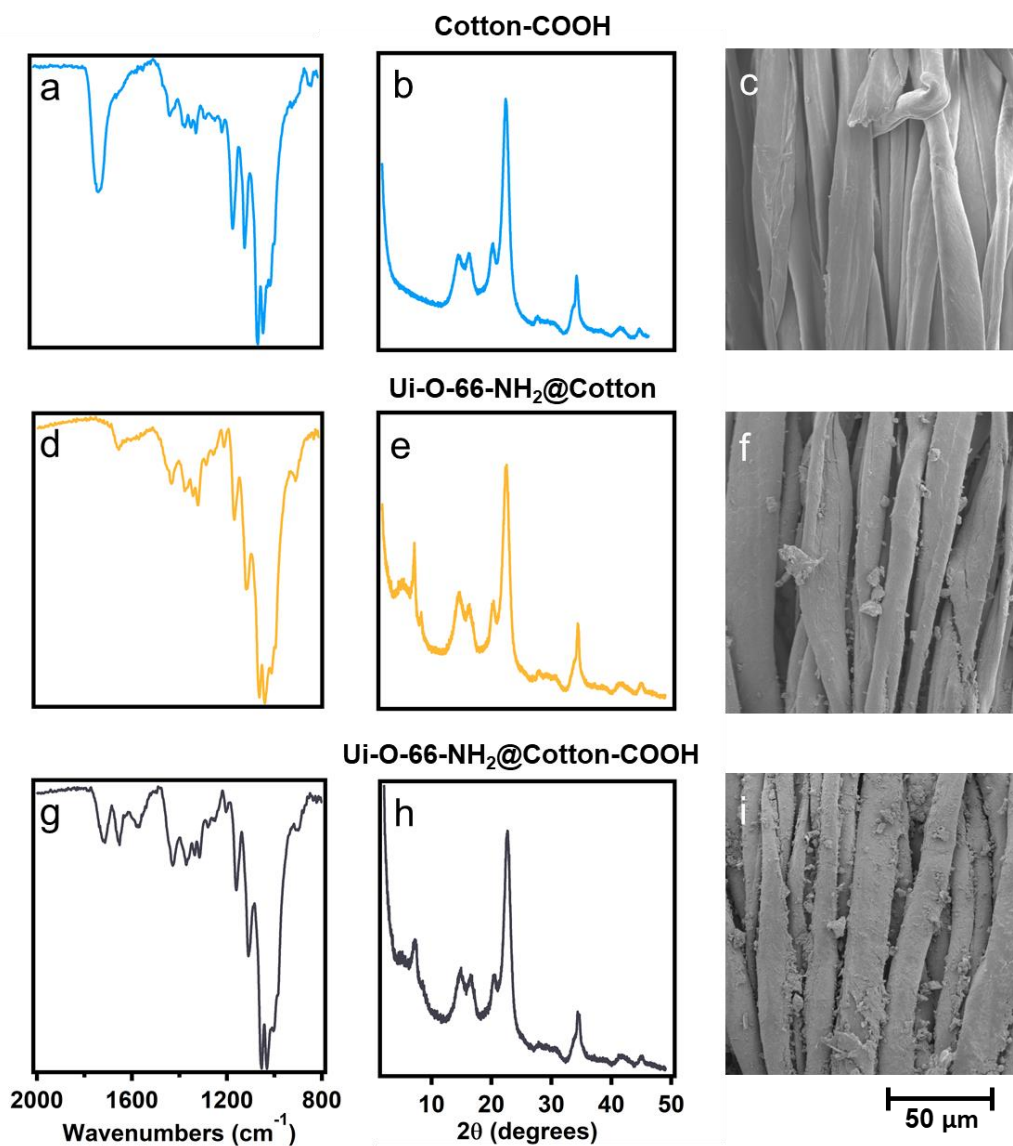 Cotton-COOH
a
b
c
Ui-O-66-NH₂@Cotton
d
e
f
Ui-O-66-NH₂@Cotton-COOH
g
h
i
2000 1600 1200 800
Wavenumbers (cm⁻¹)
10 20 30 40 50
2θ (degrees)
50 μm